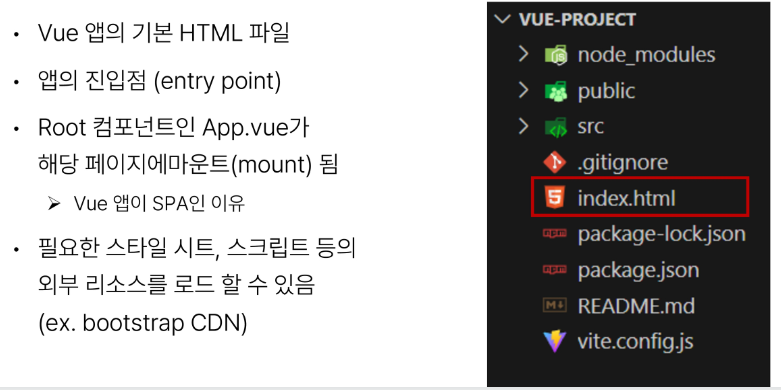 • Vue 앱의 기본 HTML 파일
• 앱의 진입점 (entry point)
• Root 컴포넌트인 App.vue가
해당 페이지에마운트(mount) 됨
➢ Vue 앱이 SPA인 이유
• 필요한 스타일 시트, 스크립트 등의
외부 리소스를 로드 할 수 있음
(ex. bootstrap CDN)
VUE-PROJECT
node_modules
public
src
.gitignore
index.html
package-lock.json
package.json
README.md
vite.config.js